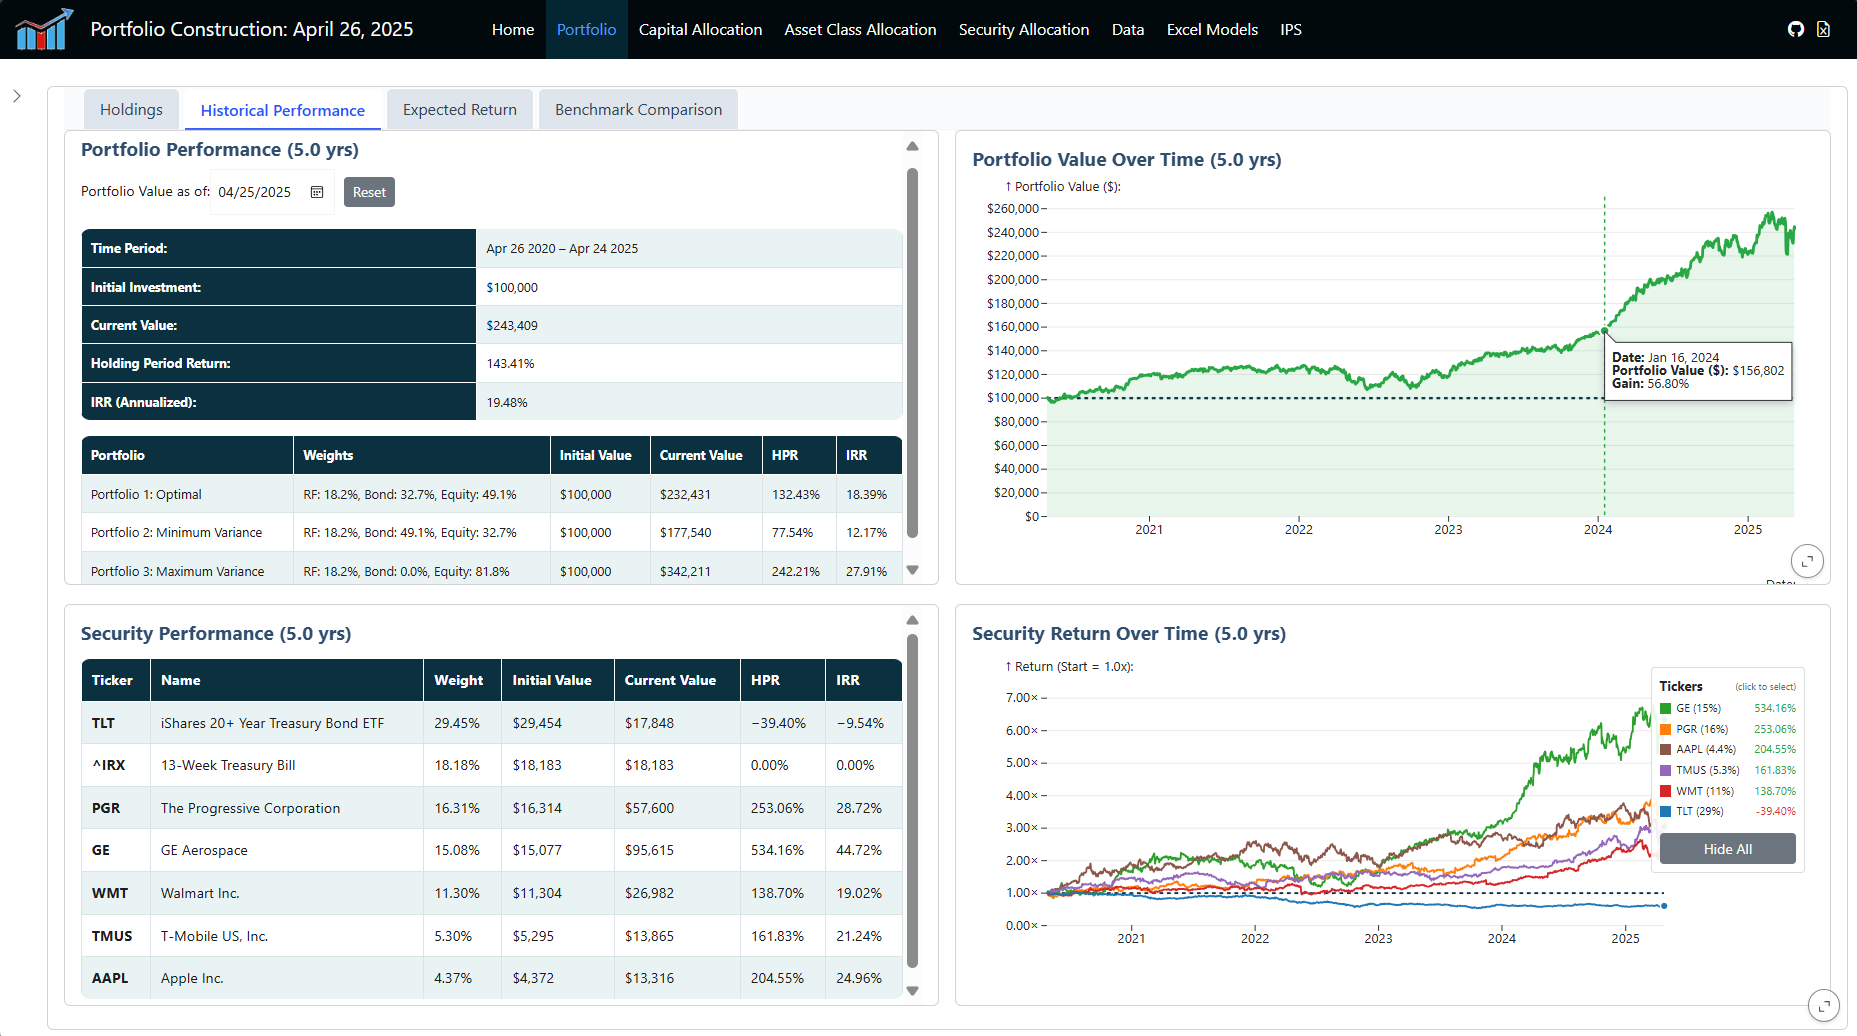 Portfolio Construction: April 26, 2025
Home Portfolio Capital Allocation Asset Class Allocation Security Allocation Data Excel Models IPS
Holdings Historical Performance Expected Return Benchmark Comparison
Portfolio Performance (5.0 yrs)
Portfolio Value as of: 04/25/2025 Reset
Time Period: Apr 26 2020 – Apr 24 2025
Initial Investment: $100,000
Current Value: $243,409
Holding Period Return: 143.41%
IRR (Annualized): 19.48%
Portfolio Weights Initial Value Current Value HPR IRR
Portfolio 1: Optimal RF: 18.2%, Bond: 32.7%, Equity: 49.1% $100,000 $232,431 132.43% 18.39%
Portfolio 2: Minimum Variance RF: 18.2%, Bond: 49.1%, Equity: 32.7% $100,000 $177,540 77.54% 12.17%
Portfolio 3: Maximum Variance RF: 18.2%, Bond: 0.0%, Equity: 81.8% $100,000 $342,211 242.21% 27.91%
Portfolio Value Over Time (5.0 yrs)
↑ Portfolio Value ($):
$260,000
$240,000
$220,000
$200,000
$180,000
$160,000
$140,000
$120,000
$100,000
$80,000
$60,000
$40,000
$20,000
$0
Date: Jan 16, 2024
Portfolio Value ($): $156,802
Gain: 56.80%
2021 2022 2023 2024 2025
Date:
Security Performance (5.0 yrs)
Ticker Name Weight Initial Value Current Value HPR IRR
TLT iShares 20+ Year Treasury Bond ETF 29.45% $29,454 $17,848 −39.40% −9.54%
^IRX 13-Week Treasury Bill 18.18% $18,183 $18,183 0.00% 0.00%
PGR The Progressive Corporation 16.31% $16,314 $57,600 253.06% 28.72%
GE GE Aerospace 15.08% $15,077 $95,615 534.16% 44.72%
WMT Walmart Inc. 11.30% $11,304 $26,982 138.70% 19.02%
TMUS T-Mobile US, Inc. 5.30% $5,295 $13,865 161.83% 21.24%
AAPL Apple Inc. 4.37% $4,372 $13,316 204.55% 24.96%
Security Return Over Time (5.0 yrs)
↑ Return (Start = 1.0x):
7.00×
6.00×
5.00×
4.00×
3.00×
2.00×
1.00×
0.00×
2021 2022 2023 2024 2025
Tickers (click to select)
GE (15%) 534.16%
PGR (16%) 253.06%
AAPL (4.4%) 204.55%
TMUS (5.3%) 161.83%
WMT (11%) 138.70%
TLT (29%) -39.40%
Hide All